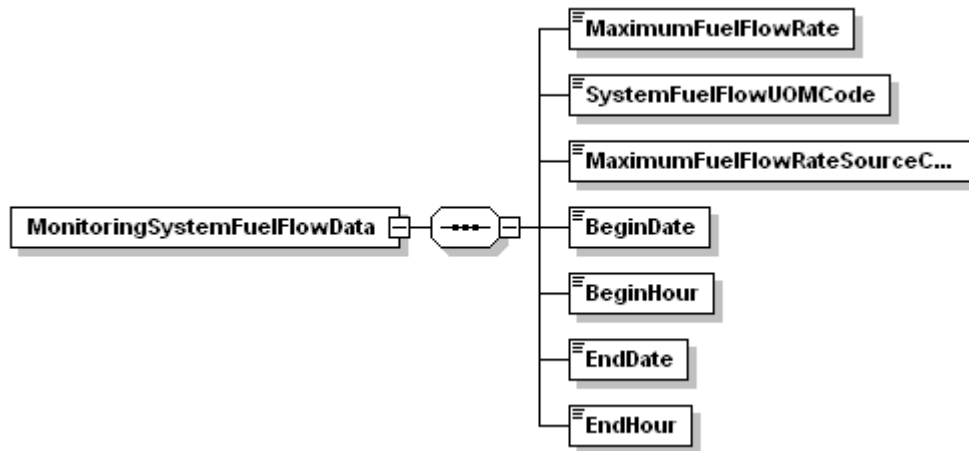 MaximumFuelFlowRate
SystemFuelFlowUOMCode
MaximumFuelFlowRateSourceC...
MonitoringSystemFuelFlowData
BeginDate
BeginHour
EndDate
EndHour